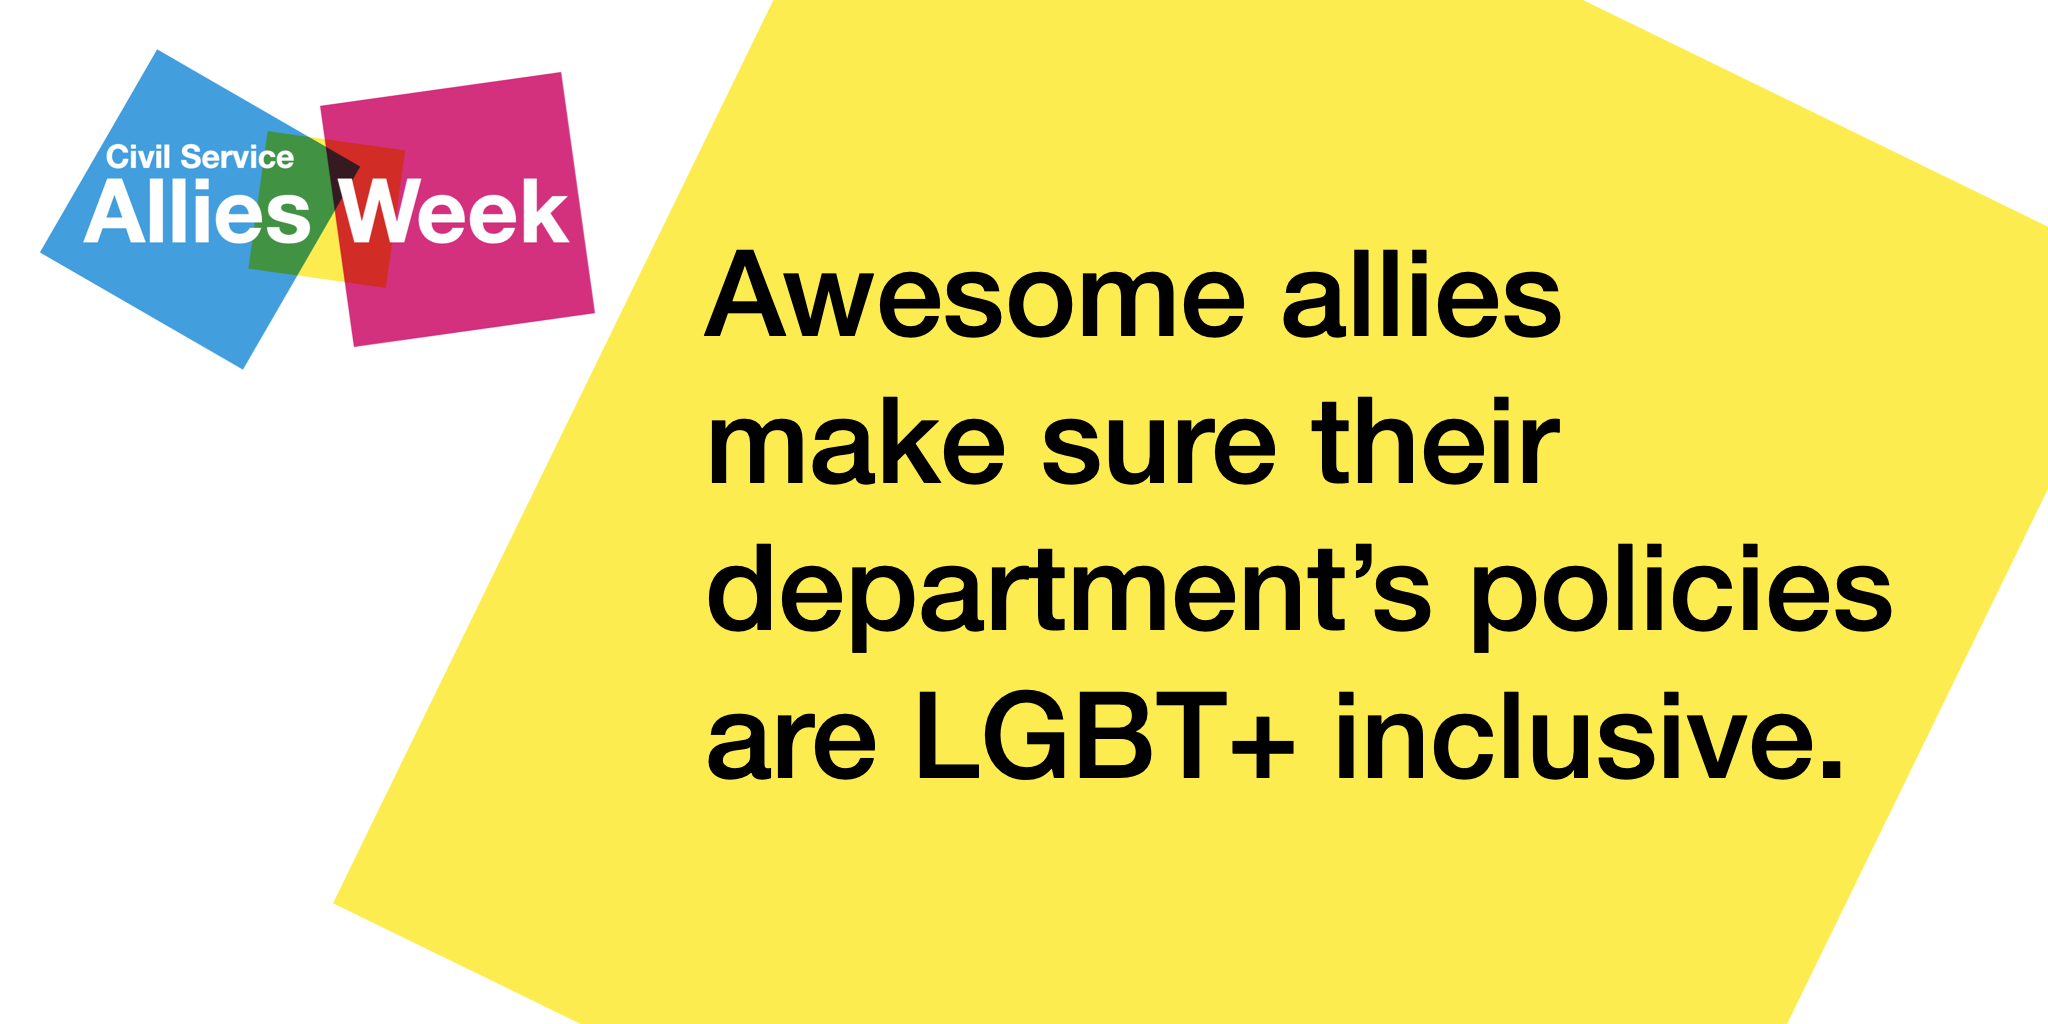 Civil Service
Allies Week
Awesome allies
make sure their
department’s policies
are LGBT+ inclusive.